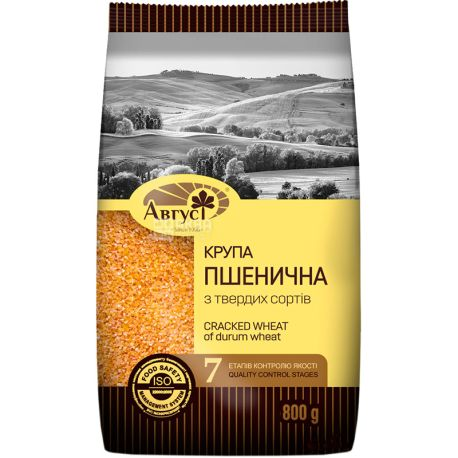 Август
КРУПА
ПШЕНИЧНА
з твердих сортів
CRACKED WHEAT
of durum wheat
7 ЕТАПІВ КОНТРОЛЮ ЯКОСТІ
QUALITY CONTROL STAGES
FOOD SAFETY
ISO
MANAGEMENT SYSTEM
800 g